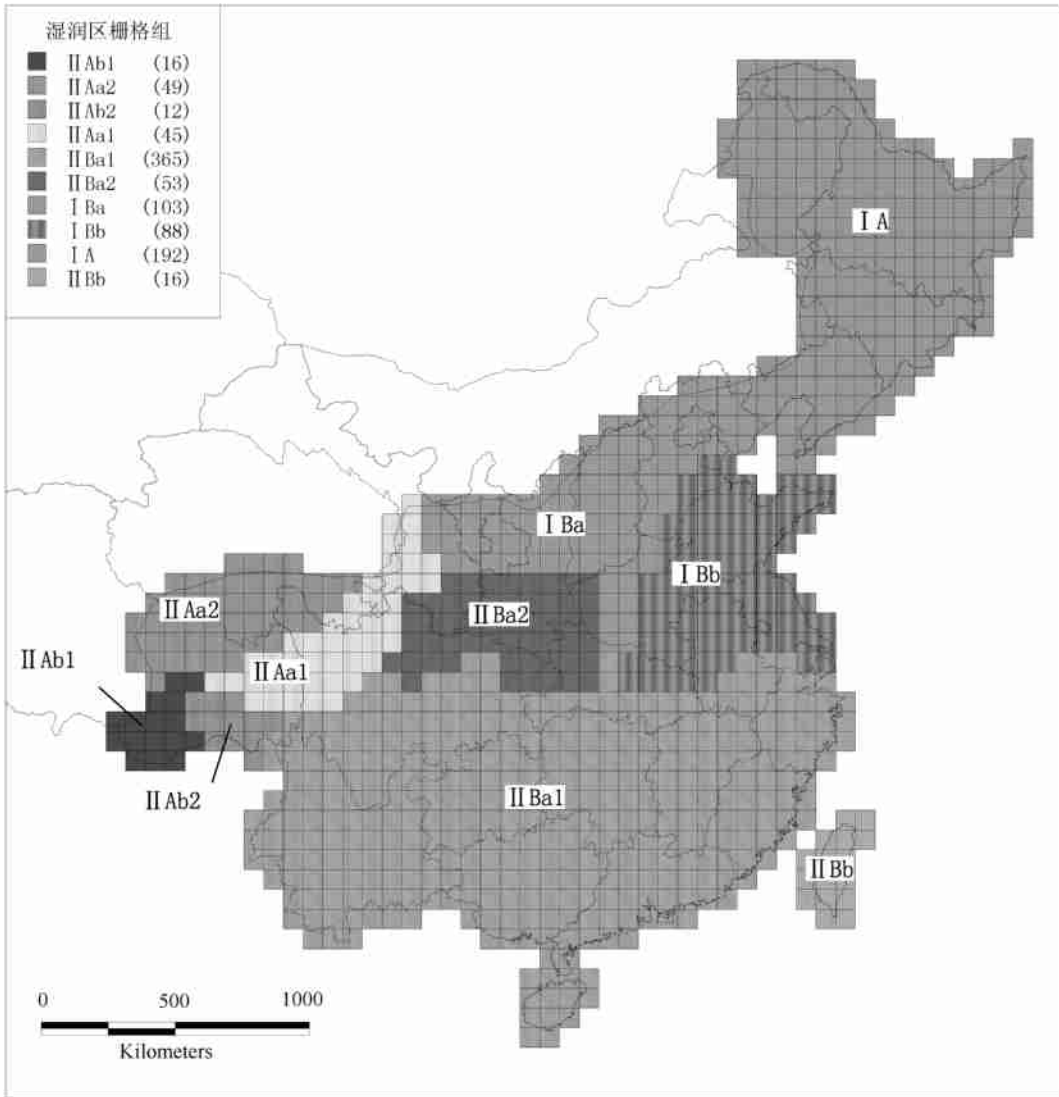 湿润区栅格组
ⅡAb1 (16)
ⅡAa2 (49)
ⅡAb2 (12)
ⅡAa1 (45)
ⅡBa1 (365)
ⅡBa2 (53)
ⅠBa (103)
ⅠBb (88)
ⅠA (192)
ⅡBb (16)
ⅠA
ⅠBa
ⅠBb
ⅡAa2
ⅡBa2
ⅡAb1
ⅡAa1
ⅡAb2
ⅡBa1
ⅡBb
0 500 1000
Kilometers